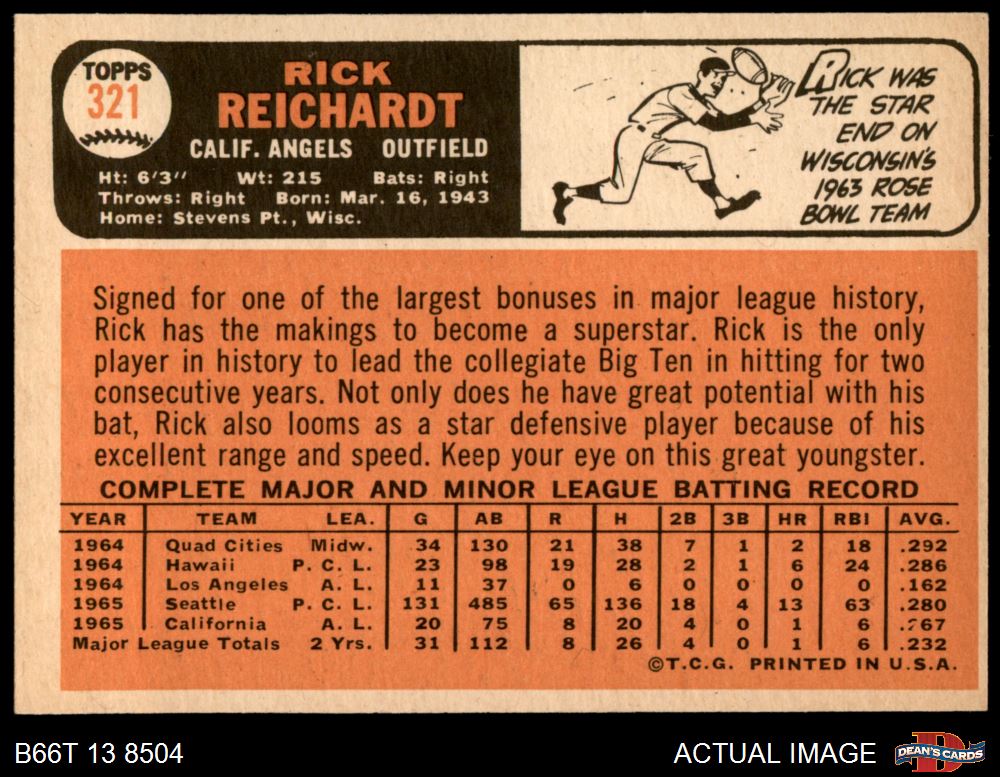 TOPPS
321
RICK
REICHARDT
CALIF. ANGELS OUTFIELD
Ht: 6'3" Wt: 215 Bats: Right
Throws: Right Born: Mar. 16, 1943
Home: Stevens Pt., Wisc.
RICK WAS
THE STAR
END ON
WISCONSIN'S
1963 ROSE
BOWL TEAM
Signed for one of the largest bonuses in major league history,
Rick has the makings to become a superstar. Rick is the only
player in history to lead the collegiate Big Ten in hitting for two
consecutive years. Not only does he have great potential with his
bat, Rick also looms as a star defensive player because of his
excellent range and speed. Keep your eye on this great youngster.
COMPLETE MAJOR AND MINOR LEAGUE BATTING RECORD
YEAR TEAM LEA. G AB R H 2B 3B HR RBI AVG.
1964 Quad Cities Midw. 34 130 21 38 7 1 2 18 .292
1964 Hawaii P. C. L. 23 98 19 28 2 1 6 24 .286
1964 Los Angeles A. L. 11 37 0 6 0 0 0 0 .162
1965 Seattle P. C. L. 131 485 65 136 18 4 13 63 .280
1965 California A. L. 20 75 8 20 4 0 1 6 .267
Major League Totals 2 Yrs. 31 112 8 26 4 0 1 6 .232
©T.C.G. PRINTED IN U.S.A.
B66T 13 8504 ACTUAL IMAGE
DEAN'S CARDS